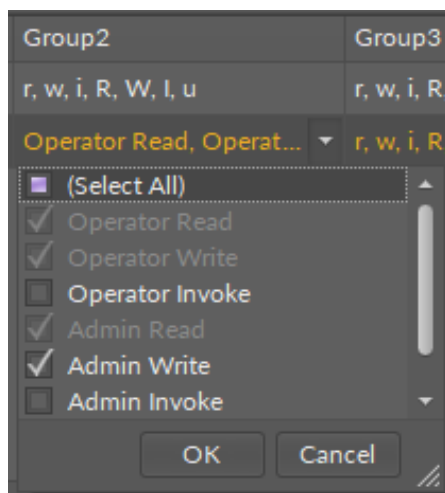 Group2 Group3
r, w, i, R, W, I, u r, w, i, R
Operator Read, Operat... r, w, i, R
(Select All)
Operator Read
Operator Write
Operator Invoke
Admin Read
Admin Write
Admin Invoke
OK Cancel